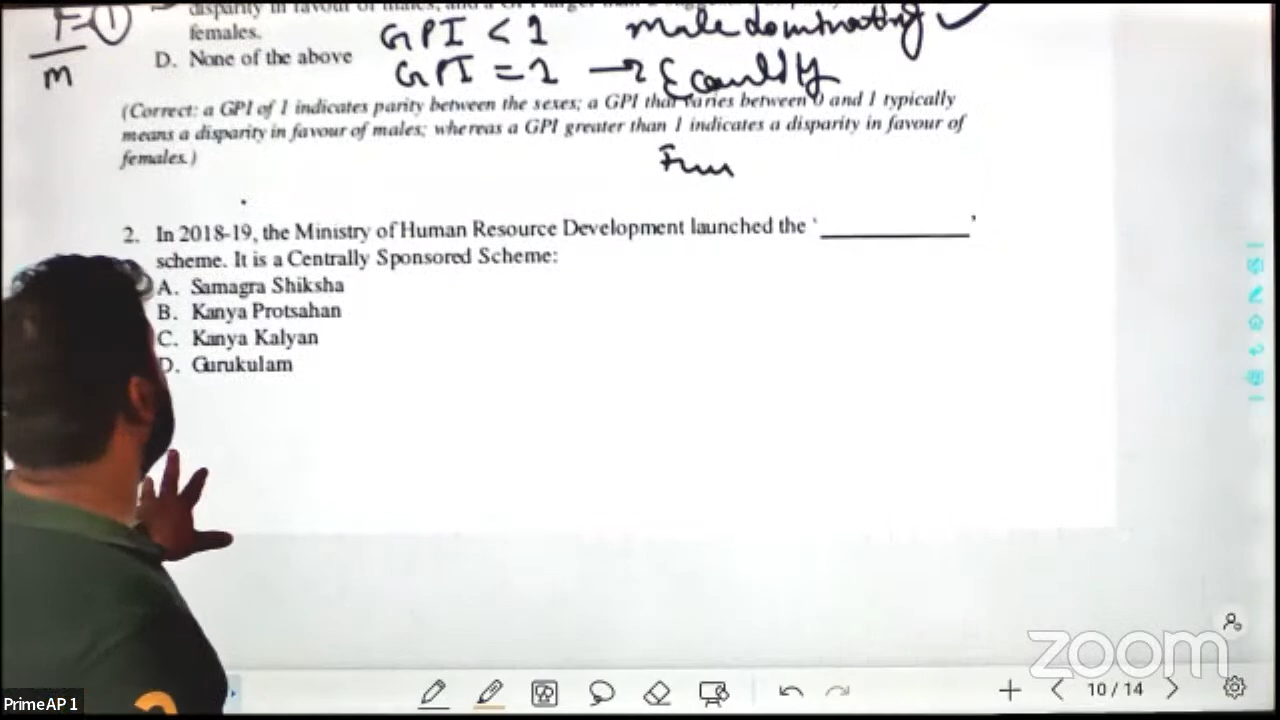 F
m
females.
GPI < 1 male dominating
D. None of the above
GPI = 1 → Equality
(Correct: a GPI of 1 indicates parity between the sexes; a GPI that varies between 0 and 1 typically
means a disparity in favour of males; whereas a GPI greater than 1 indicates a disparity in favour of
females.)
2. In 2018-19, the Ministry of Human Resource Development launched the ‘____________’
scheme. It is a Centrally Sponsored Scheme:
A. Samagra Shiksha
B. Kanya Protsahan
C. Kanya Kalyan
D. Gurukulam
zoom
10 / 14
PrimeAP 1